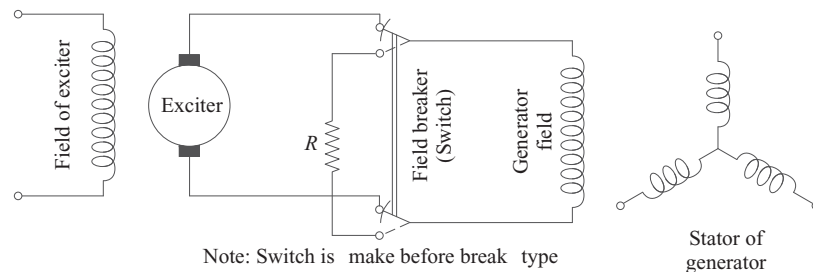 Field of exciter
Exciter
R
Field breaker
(Switch)
Generator
field
Note: Switch is make before break type
Stator of
generator